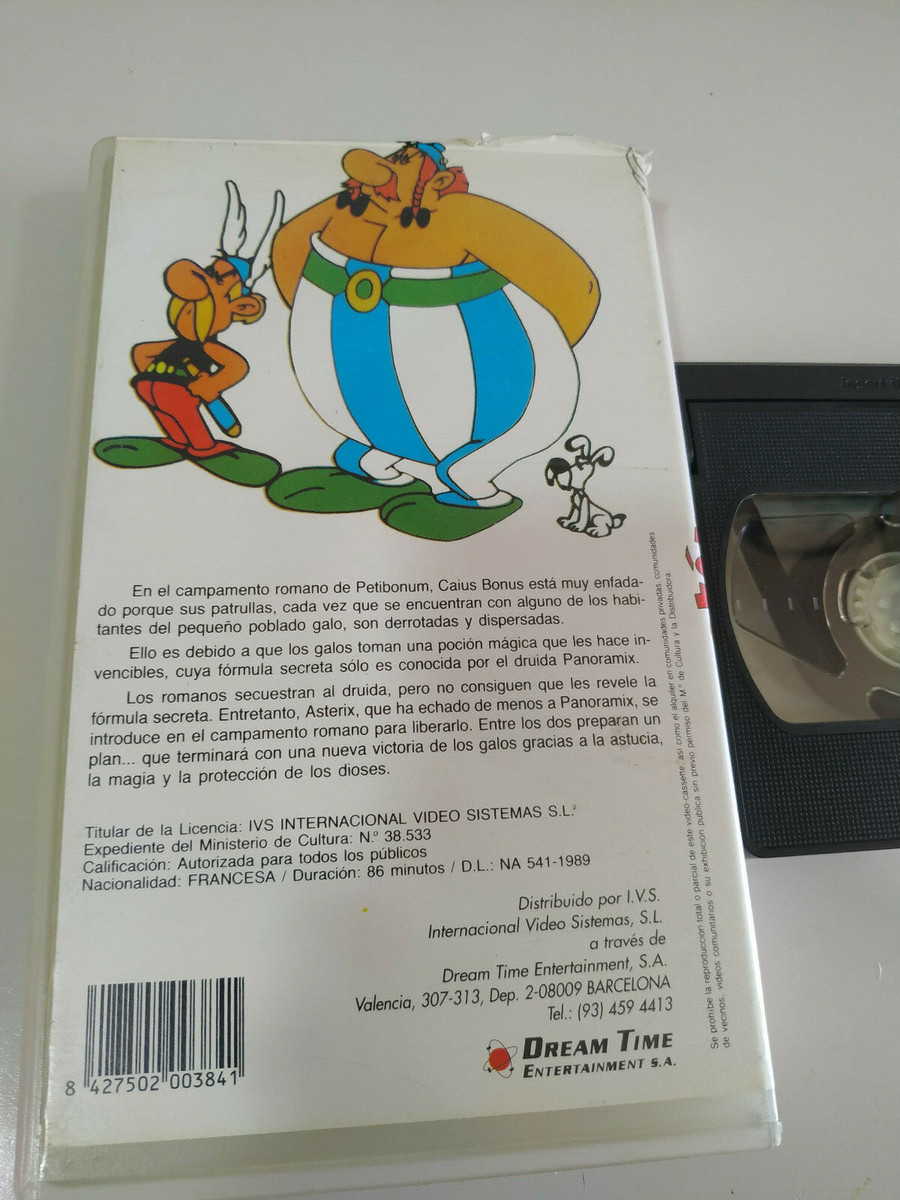 En el campamento romano de Petibonum, Caius Bonus está muy enfada-
do porque sus patrullas, cada vez que se encuentran con alguno de los habi-
tantes del pequeño poblado galo, son derrotadas y dispersadas.
Ello es debido a que los galos toman una poción mágica que les hace in-
vencibles, cuya fórmula secreta sólo es conocida por el druida Panoramix.
Los romanos secuestran al druida, pero no consiguen que les revele la
fórmula secreta. Entretanto, Asterix, que ha echado de menos a Panoramix, se
introduce en el campamento romano para liberarlo. Entre los dos preparan un
plan... que terminará con una nueva victoria de los galos gracias a la astucia,
la magia y la protección de los dioses.
Titular de la Licencia: IVS INTERNACIONAL VIDEO SISTEMAS S.L.
Expediente del Ministerio de Cultura: N.º 38.533
Calificación: Autorizada para todos los públicos
Nacionalidad: FRANCESA / Duración: 86 minutos / D.L.: NA 541-1989
Distribuido por I.V.S.
Internacional Video Sistemas, S.L.
a través de
Dream Time Entertainment, S.A.
Valencia, 307-313, Dep. 2-08009 BARCELONA
Tel.: (93) 459 4413
DREAM TIME
ENTERTAINMENT S.A.
8 427502 003841
Se prohibe la reproducción total o parcial de este video-cassette, así como el alquiler en comunidades privadas, comunidades
de vecinos, videos comunitarios o su exhibición pública sin previo permiso del M.º de Cultura y la Distribuidora.